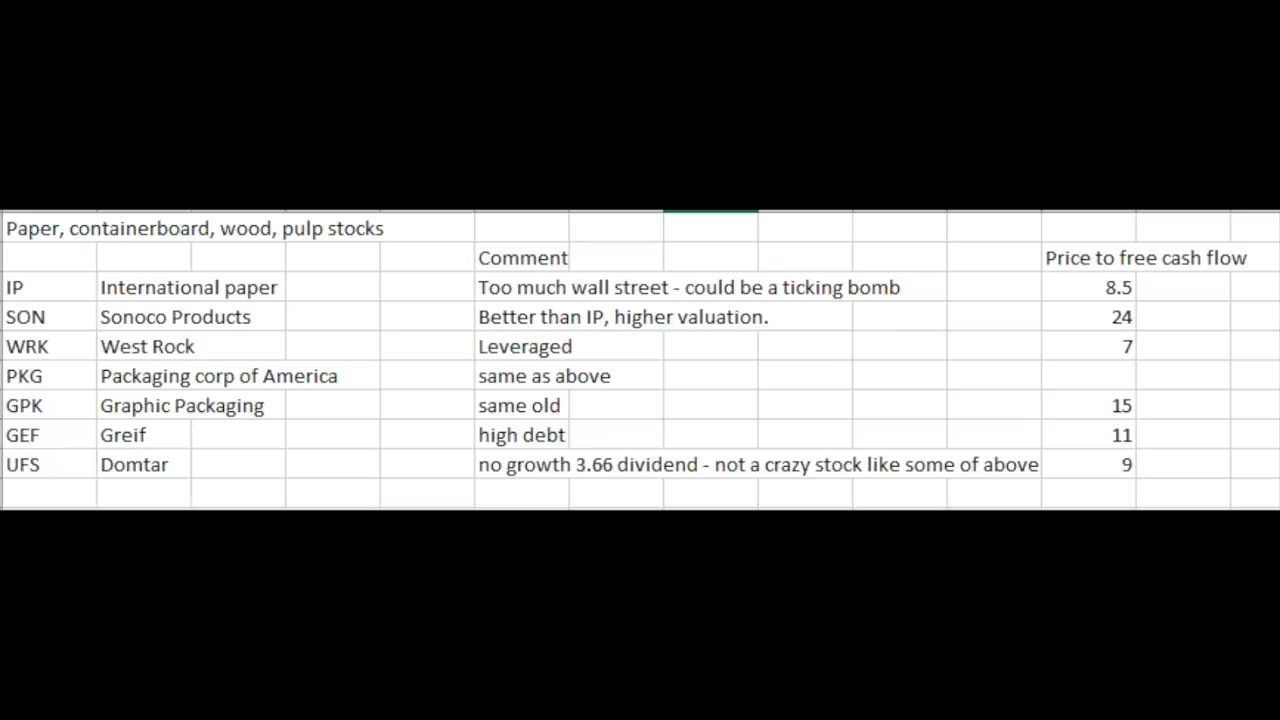 Paper, containerboard, wood, pulp stocks
Comment Price to free cash flow
IP International paper Too much wall street - could be a ticking bomb 8.5
SON Sonoco Products Better than IP, higher valuation. 24
WRK West Rock Leveraged 7
PKG Packaging corp of America same as above
GPK Graphic Packaging same old 15
GEF Greif high debt 11
UFS Domtar no growth 3.66 dividend - not a crazy stock like some of above 9